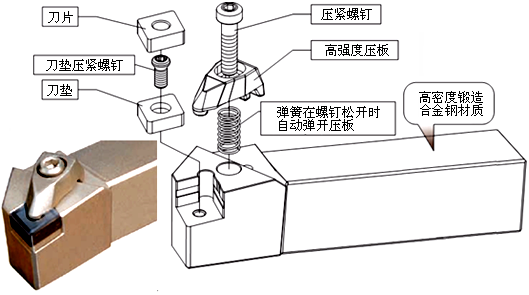 刀片
压紧螺钉
刀垫压紧螺钉
高强度压板
刀垫
弹簧在螺钉松开时
自动弹开压板
高密度锻造
合金钢材质